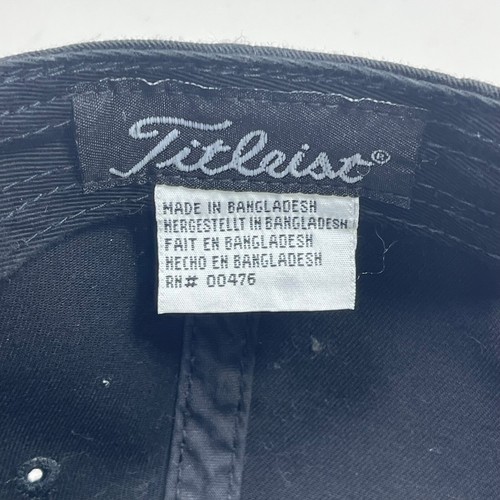 Titleist®
MADE IN BANGLADESH
HERGESTELLT IN BANGLADESH
FAIT EN BANGLADESH
HECHO EN BANGLADESH
RN# 00476